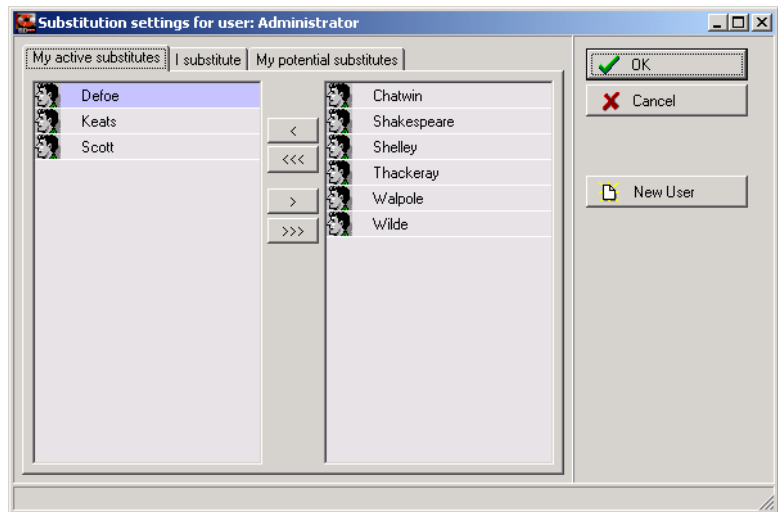 Substitution settings for user: Administrator
My active substitutes
I substitute
My potential substitutes
Defoe
Keats
Scott
<
<<<
>
>>>
Chatwin
Shakespeare
Shelley
Thackeray
Walpole
Wilde
OK
Cancel
New User